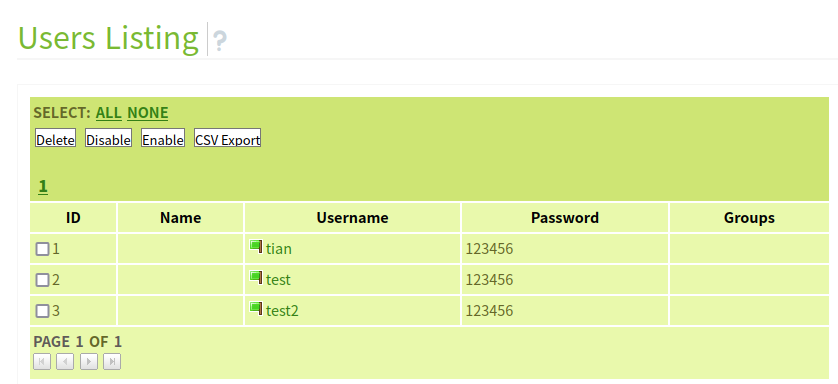 Users Listing ?
SELECT: ALL NONE
Delete Disable Enable CSV Export
1
ID Name Username Password Groups
1 tian 123456
2 test 123456
3 test2 123456
PAGE 1 OF 1